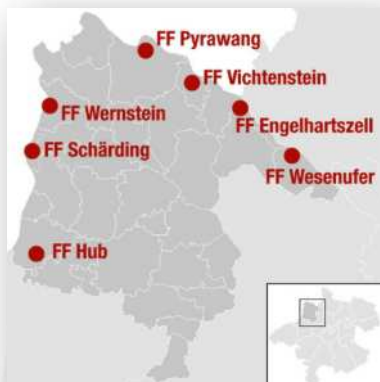 FF Pyrawang
FF Vichtenstein
FF Wernstein
FF Engelhartszell
FF Schärding
FF Wesenufer
FF Hub